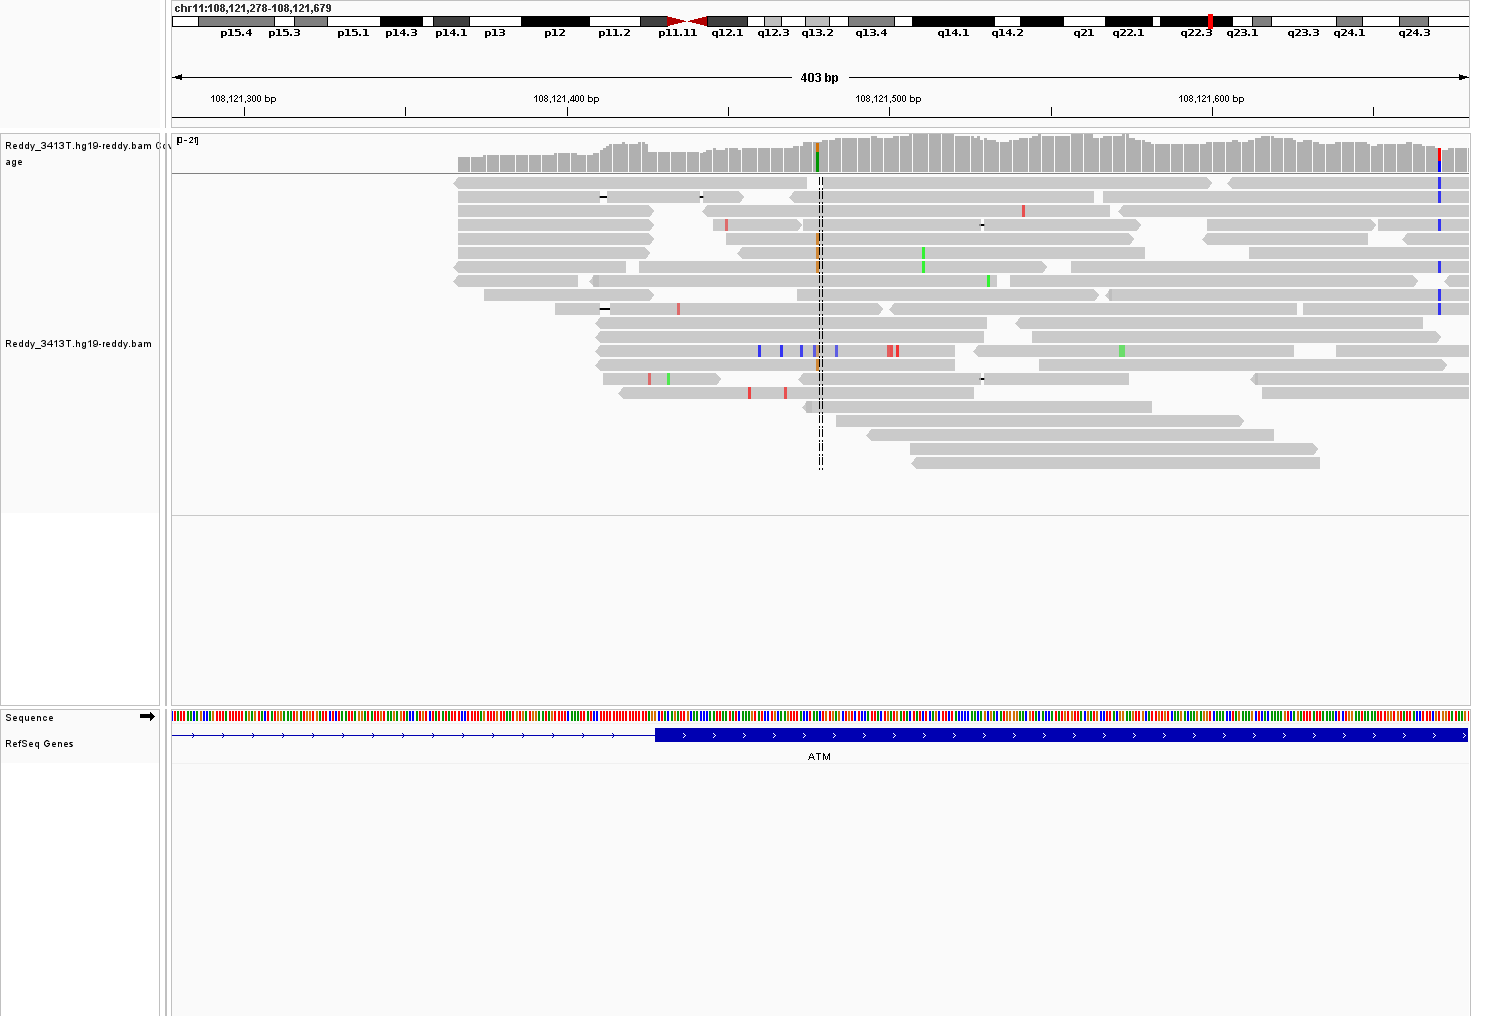 chr11:108,121,278-108,121,679
p15.4 p15.3 p15.1 p14.3 p14.1 p13 p12 p11.2 p11.11 q12.1 q12.3 q13.2 q13.4 q14.1 q14.2 q21 q22.1 q22.3 q23.1 q23.3 q24.1 q24.3
403 bp
108,121,300 bp 108,121,400 bp 108,121,500 bp 108,121,600 bp
[0-21]
Reddy_3413T.hg19-reddy.bam Cov
age
Reddy_3413T.hg19-reddy.bam
Sequence
RefSeq Genes
ATM